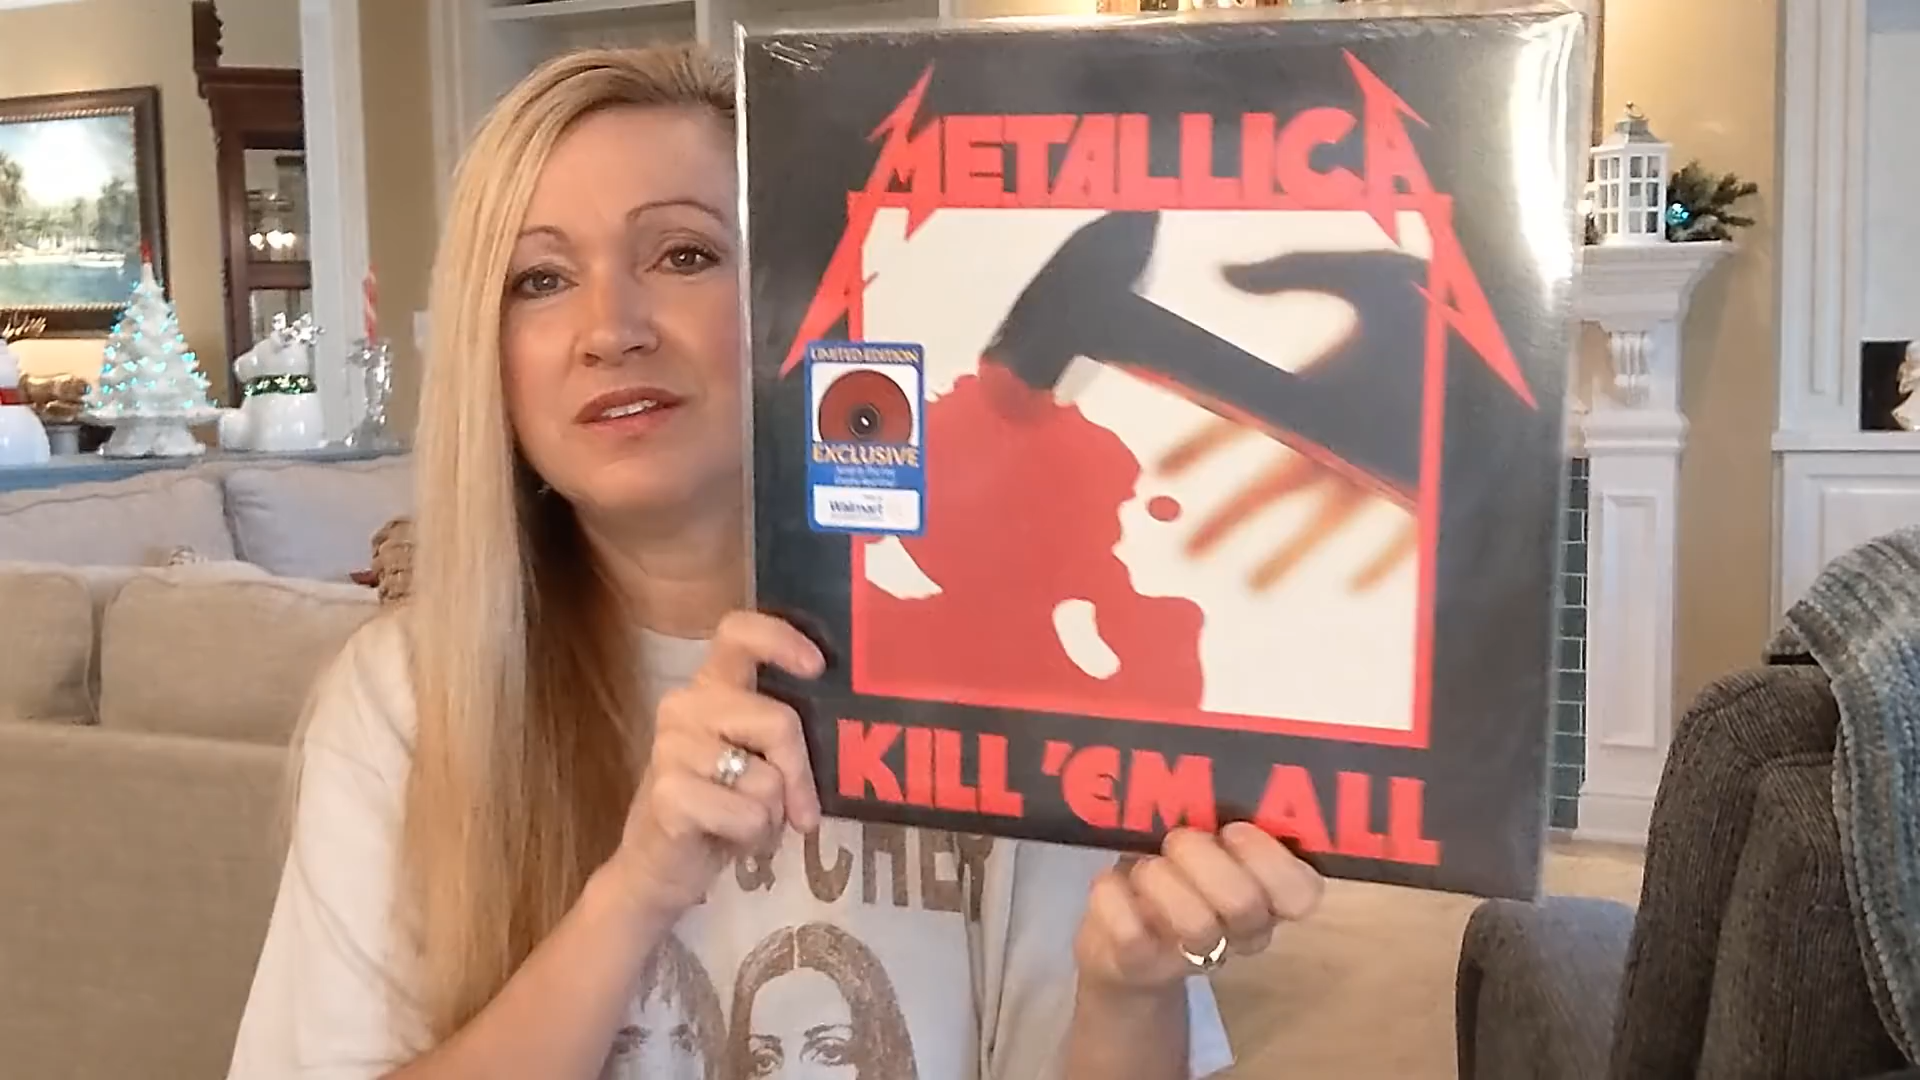 METALLICA
LIMITED EDITION
EXCLUSIVE
Walmart
KILL 'EM ALL
& CHER